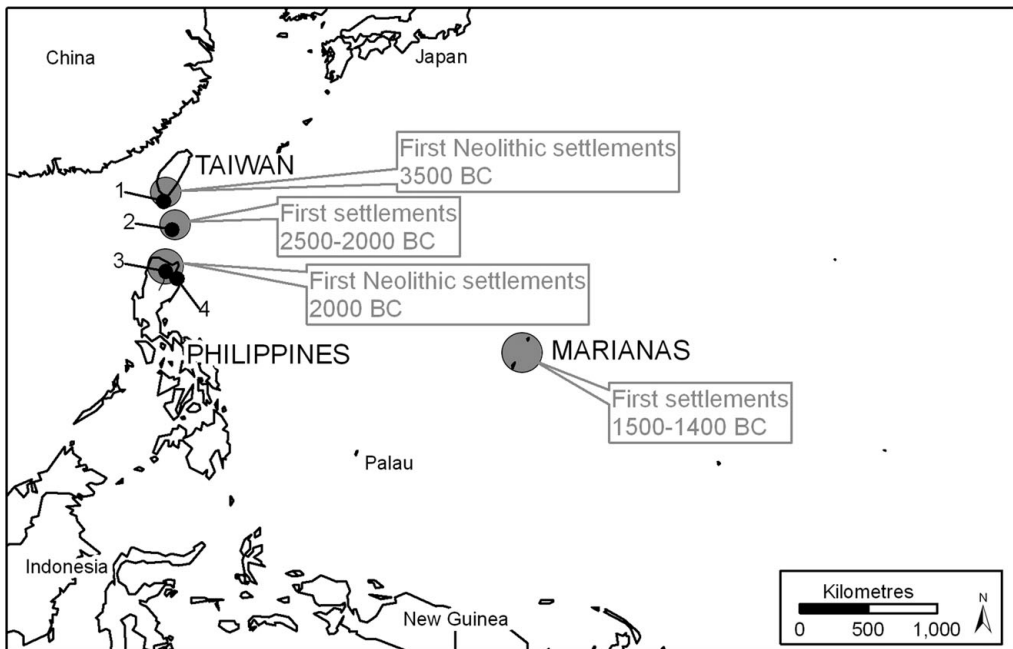 China
Japan
TAIWAN
First Neolithic settlements
3500 BC
1
2
First settlements
2500-2000 BC
3
First Neolithic settlements
2000 BC
4
PHILIPPINES
MARIANAS
First settlements
1500-1400 BC
Palau
Indonesia
New Guinea
Kilometres
N
0 500 1,000